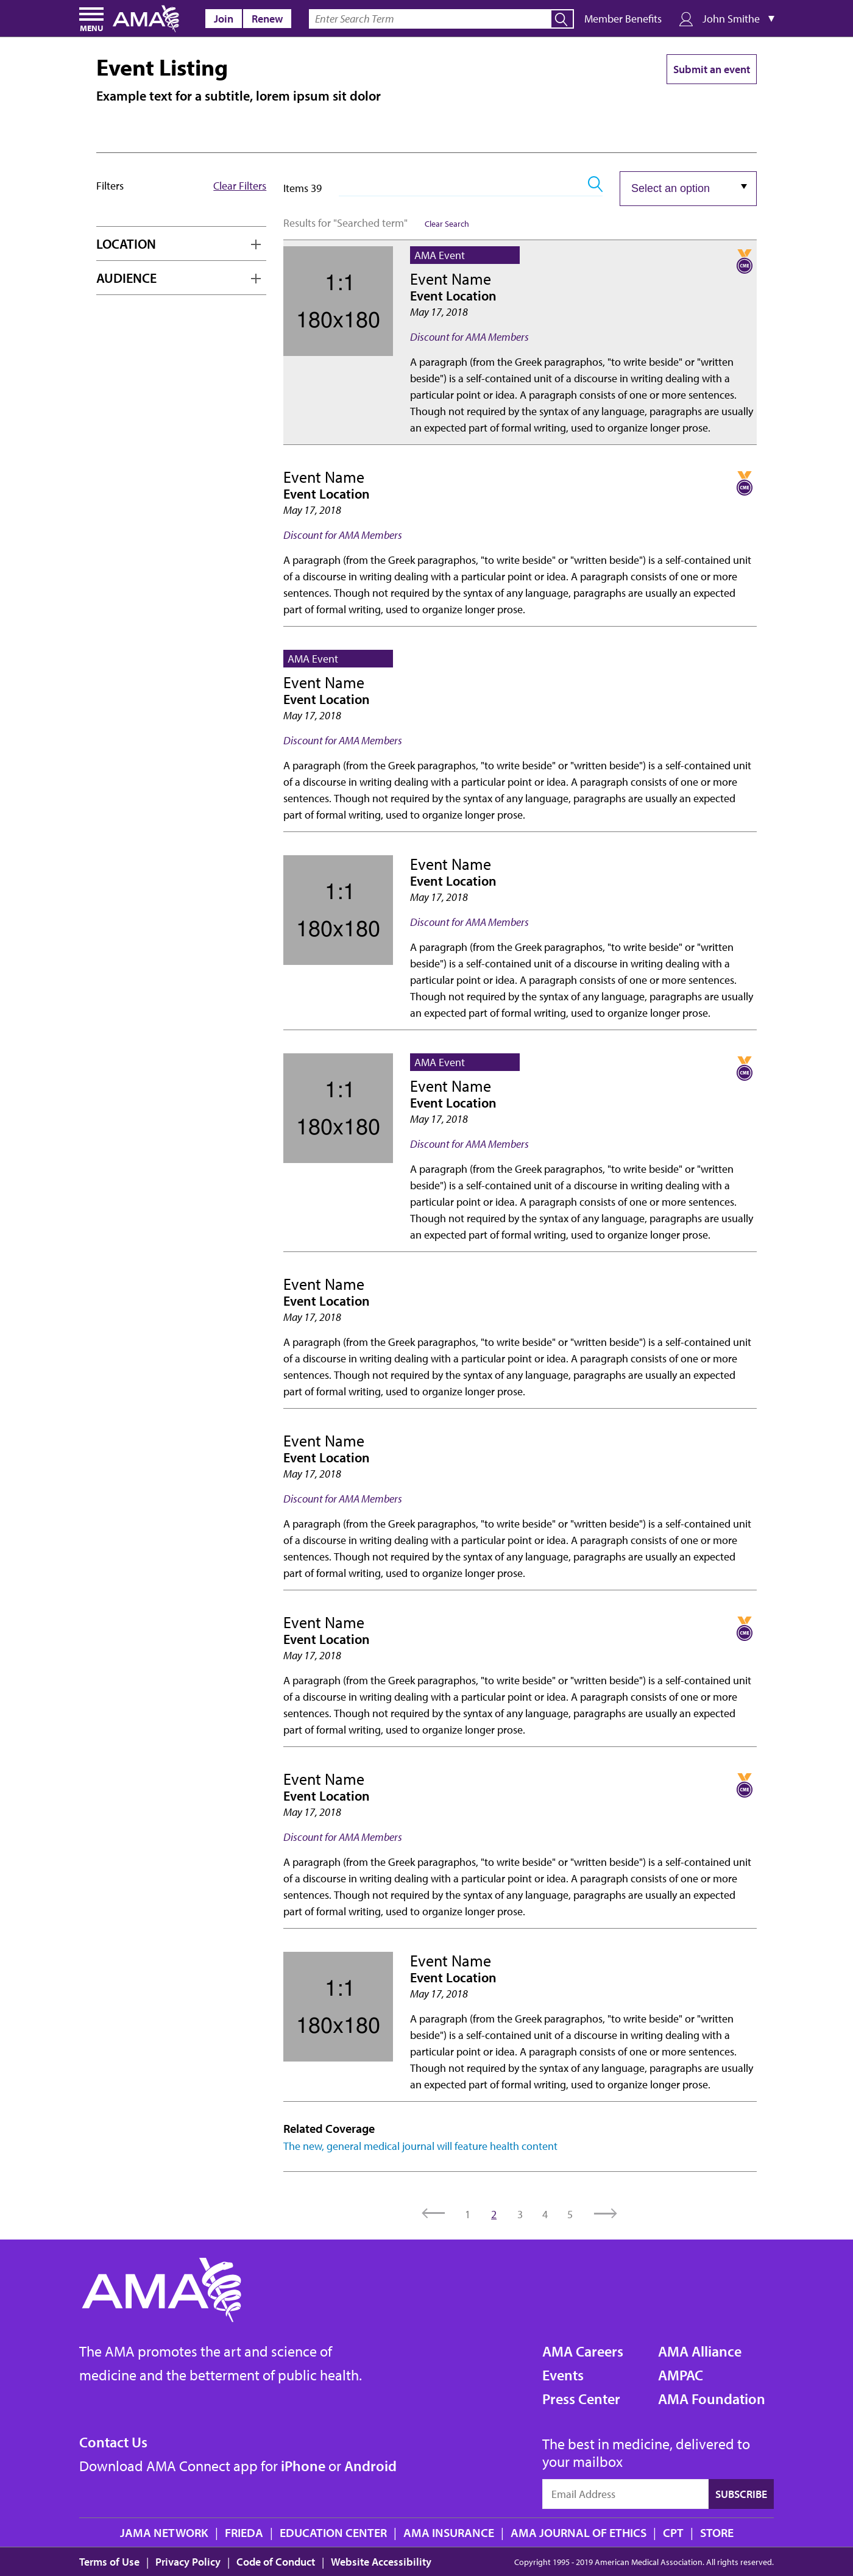 MENU AMA Join Renew Enter Search Term Member Benefits John Smithe
Event Listing
Submit an event
Example text for a subtitle, lorem ipsum sit dolor
Filters Clear Filters
LOCATION
AUDIENCE
Items 39
Select an option
Results for "Searched term" Clear Search
1:1
180x180
AMA Event
CME
Event Name
Event Location
May 17, 2018
Discount for AMA Members
A paragraph (from the Greek paragraphos, "to write beside" or "written
beside") is a self-contained unit of a discourse in writing dealing with a
particular point or idea. A paragraph consists of one or more sentences.
Though not required by the syntax of any language, paragraphs are usually
an expected part of formal writing, used to organize longer prose.
Event Name
CME
Event Location
May 17, 2018
Discount for AMA Members
A paragraph (from the Greek paragraphos, "to write beside" or "written beside") is a self-contained unit
of a discourse in writing dealing with a particular point or idea. A paragraph consists of one or more
sentences. Though not required by the syntax of any language, paragraphs are usually an expected
part of formal writing, used to organize longer prose.
AMA Event
Event Name
Event Location
May 17, 2018
Discount for AMA Members
A paragraph (from the Greek paragraphos, "to write beside" or "written beside") is a self-contained unit
of a discourse in writing dealing with a particular point or idea. A paragraph consists of one or more
sentences. Though not required by the syntax of any language, paragraphs are usually an expected
part of formal writing, used to organize longer prose.
1:1
180x180
Event Name
Event Location
May 17, 2018
Discount for AMA Members
A paragraph (from the Greek paragraphos, "to write beside" or "written
beside") is a self-contained unit of a discourse in writing dealing with a
particular point or idea. A paragraph consists of one or more sentences.
Though not required by the syntax of any language, paragraphs are usually
an expected part of formal writing, used to organize longer prose.
1:1
180x180
AMA Event
CME
Event Name
Event Location
May 17, 2018
Discount for AMA Members
A paragraph (from the Greek paragraphos, "to write beside" or "written
beside") is a self-contained unit of a discourse in writing dealing with a
particular point or idea. A paragraph consists of one or more sentences.
Though not required by the syntax of any language, paragraphs are usually
an expected part of formal writing, used to organize longer prose.
Event Name
Event Location
May 17, 2018
A paragraph (from the Greek paragraphos, "to write beside" or "written beside") is a self-contained unit
of a discourse in writing dealing with a particular point or idea. A paragraph consists of one or more
sentences. Though not required by the syntax of any language, paragraphs are usually an expected
part of formal writing, used to organize longer prose.
Event Name
Event Location
May 17, 2018
Discount for AMA Members
A paragraph (from the Greek paragraphos, "to write beside" or "written beside") is a self-contained unit
of a discourse in writing dealing with a particular point or idea. A paragraph consists of one or more
sentences. Though not required by the syntax of any language, paragraphs are usually an expected
part of formal writing, used to organize longer prose.
Event Name
CME
Event Location
May 17, 2018
A paragraph (from the Greek paragraphos, "to write beside" or "written beside") is a self-contained unit
of a discourse in writing dealing with a particular point or idea. A paragraph consists of one or more
sentences. Though not required by the syntax of any language, paragraphs are usually an expected
part of formal writing, used to organize longer prose.
Event Name
CME
Event Location
May 17, 2018
Discount for AMA Members
A paragraph (from the Greek paragraphos, "to write beside" or "written beside") is a self-contained unit
of a discourse in writing dealing with a particular point or idea. A paragraph consists of one or more
sentences. Though not required by the syntax of any language, paragraphs are usually an expected
part of formal writing, used to organize longer prose.
1:1
180x180
Event Name
Event Location
May 17, 2018
A paragraph (from the Greek paragraphos, "to write beside" or "written
beside") is a self-contained unit of a discourse in writing dealing with a
particular point or idea. A paragraph consists of one or more sentences.
Though not required by the syntax of any language, paragraphs are usually
an expected part of formal writing, used to organize longer prose.
Related Coverage
The new, general medical journal will feature health content
1 2 3 4 5
AMA
The AMA promotes the art and science of
medicine and the betterment of public health.
AMA Careers AMA Alliance
Events AMPAC
Press Center AMA Foundation
Contact Us
Download AMA Connect app for iPhone or Android
The best in medicine, delivered to
your mailbox
Email Address SUBSCRIBE
JAMA NETWORK | FRIEDA | EDUCATION CENTER | AMA INSURANCE | AMA JOURNAL OF ETHICS | CPT | STORE
Terms of Use | Privacy Policy | Code of Conduct | Website Accessibility
Copyright 1995 - 2019 American Medical Association. All rights reserved.